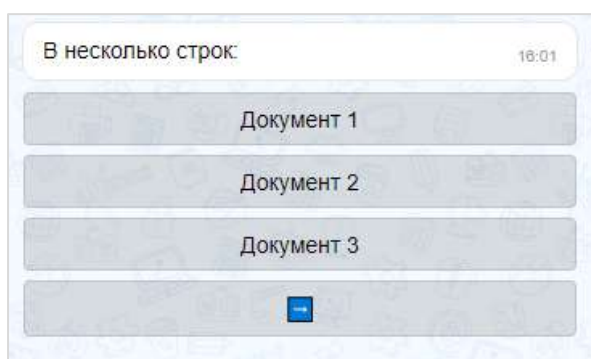 В несколько строк:
16:01
Документ 1
Документ 2
Документ 3
➡